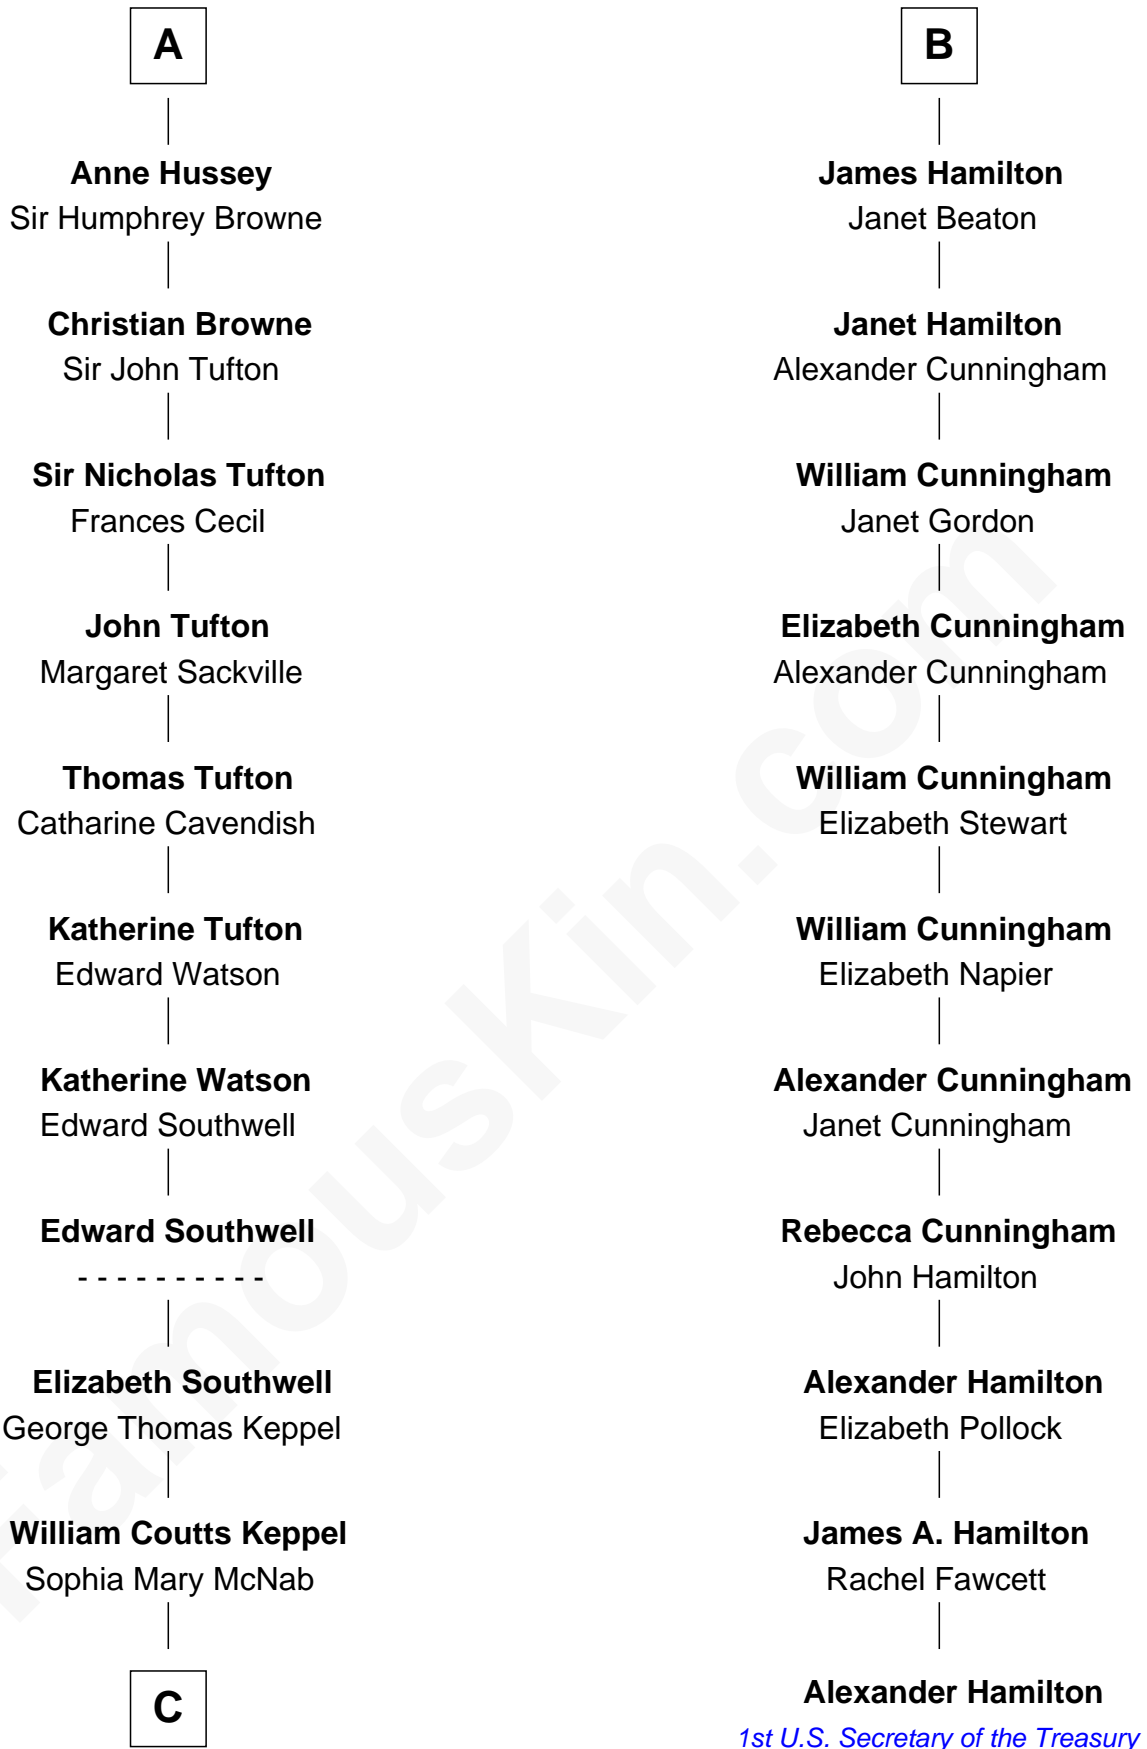 A
Anne Hussey
Sir Humphrey Browne
Christian Browne
Sir John Tufton
Sir Nicholas Tufton
Frances Cecil
John Tufton
Margaret Sackville
Thomas Tufton
Catharine Cavendish
Katherine Tufton
Edward Watson
Katherine Watson
Edward Southwell
Edward Southwell
- - - - - - - - - -
Elizabeth Southwell
George Thomas Keppel
William Coutts Keppel
Sophia Mary McNab
C
B
James Hamilton
Janet Beaton
Janet Hamilton
Alexander Cunningham
William Cunningham
Janet Gordon
Elizabeth Cunningham
Alexander Cunningham
William Cunningham
Elizabeth Stewart
William Cunningham
Elizabeth Napier
Alexander Cunningham
Janet Cunningham
Rebecca Cunningham
John Hamilton
Alexander Hamilton
Elizabeth Pollock
James A. Hamilton
Rachel Fawcett
Alexander Hamilton
1st U.S. Secretary of the Treasury
FamousKin.com